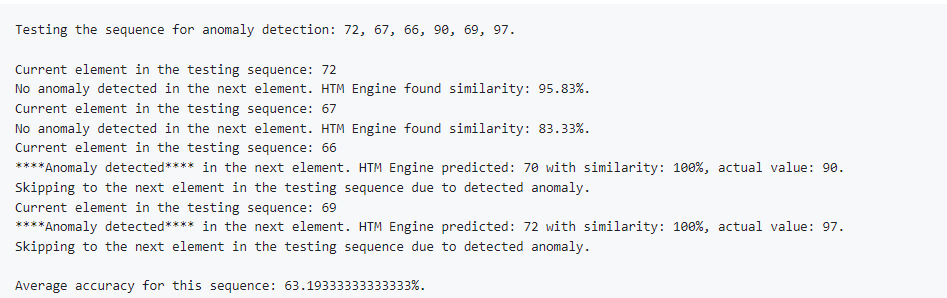 Testing the sequence for anomaly detection: 72, 67, 66, 90, 69, 97.
Current element in the testing sequence: 72
No anomaly detected in the next element. HTM Engine found similarity: 95.83%.
Current element in the testing sequence: 67
No anomaly detected in the next element. HTM Engine found similarity: 83.33%.
Current element in the testing sequence: 66
****Anomaly detected**** in the next element. HTM Engine predicted: 70 with similarity: 100%, actual value: 90.
Skipping to the next element in the testing sequence due to detected anomaly.
Current element in the testing sequence: 69
****Anomaly detected**** in the next element. HTM Engine predicted: 72 with similarity: 100%, actual value: 97.
Skipping to the next element in the testing sequence due to detected anomaly.
Average accuracy for this sequence: 63.19333333333333%.